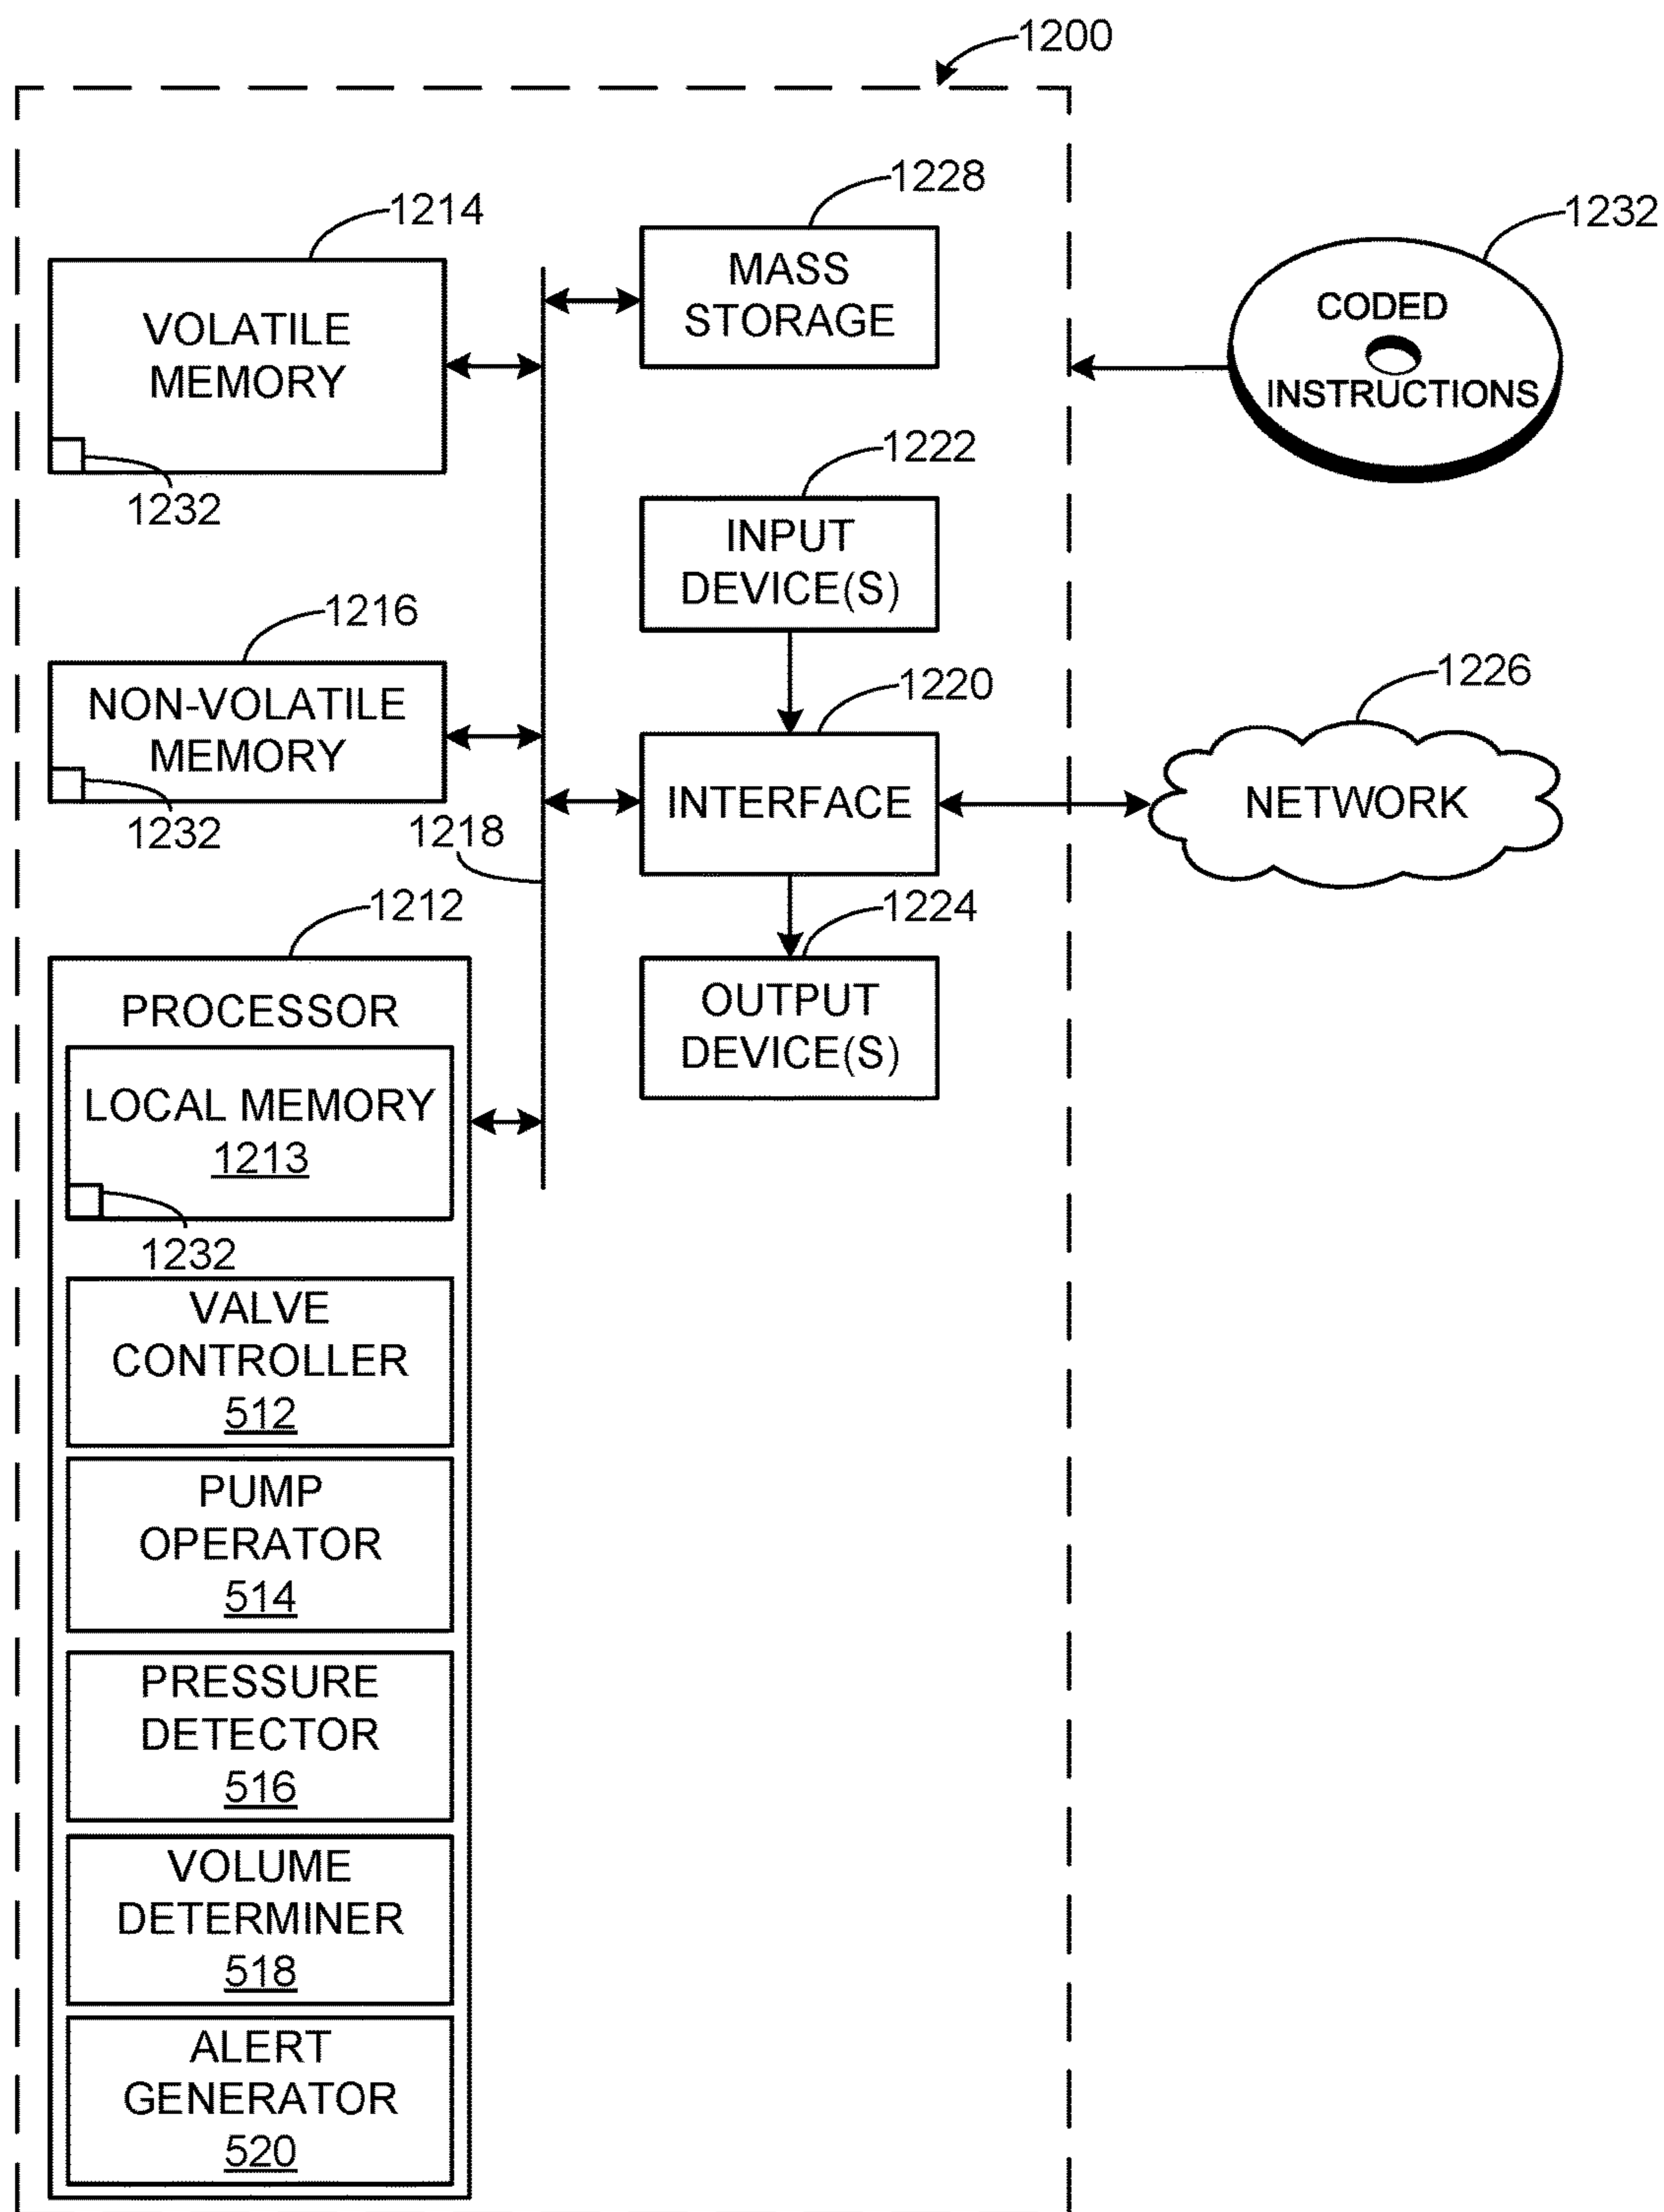 1200
1228
1214
1232
MASS
STORAGE
VOLATILE
MEMORY
CODED
INSTRUCTIONS
1232
1222
INPUT
DEVICE(S)
1216
1220
1226
NON-VOLATILE
MEMORY
INTERFACE
NETWORK
1232
1218
1212
1224
PROCESSOR
OUTPUT
DEVICE(S)
LOCAL MEMORY
1213
1232
VALVE
CONTROLLER
512
PUMP
OPERATOR
514
PRESSURE
DETECTOR
516
VOLUME
DETERMINER
518
ALERT
GENERATOR
520